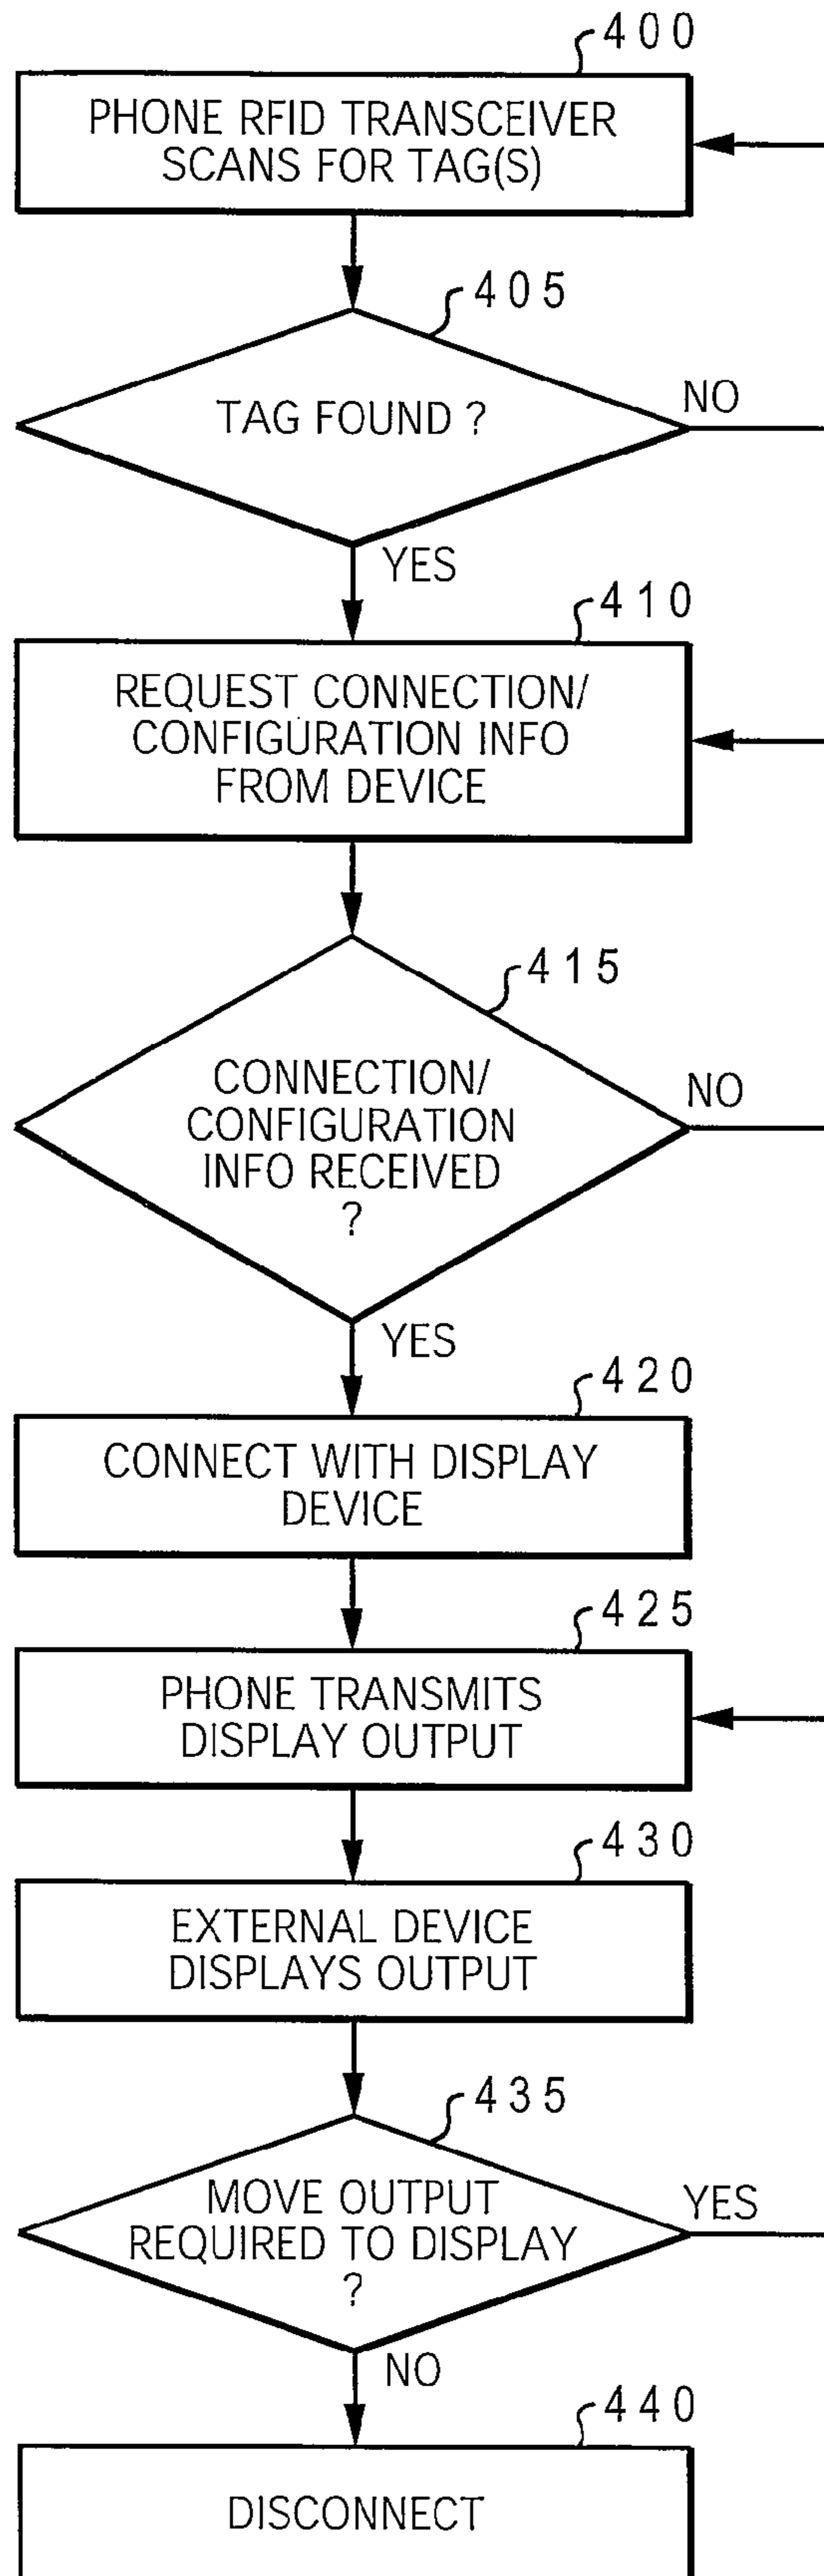 400
PHONE RFID TRANSCEIVER
SCANS FOR TAG(S)
405
TAG FOUND ?
NO
YES
410
REQUEST CONNECTION/
CONFIGURATION INFO
FROM DEVICE
415
CONNECTION/
CONFIGURATION
INFO RECEIVED
?
NO
YES
420
CONNECT WITH DISPLAY
DEVICE
425
PHONE TRANSMITS
DISPLAY OUTPUT
430
EXTERNAL DEVICE
DISPLAYS OUTPUT
435
MOVE OUTPUT
REQUIRED TO DISPLAY
?
YES
NO
440
DISCONNECT